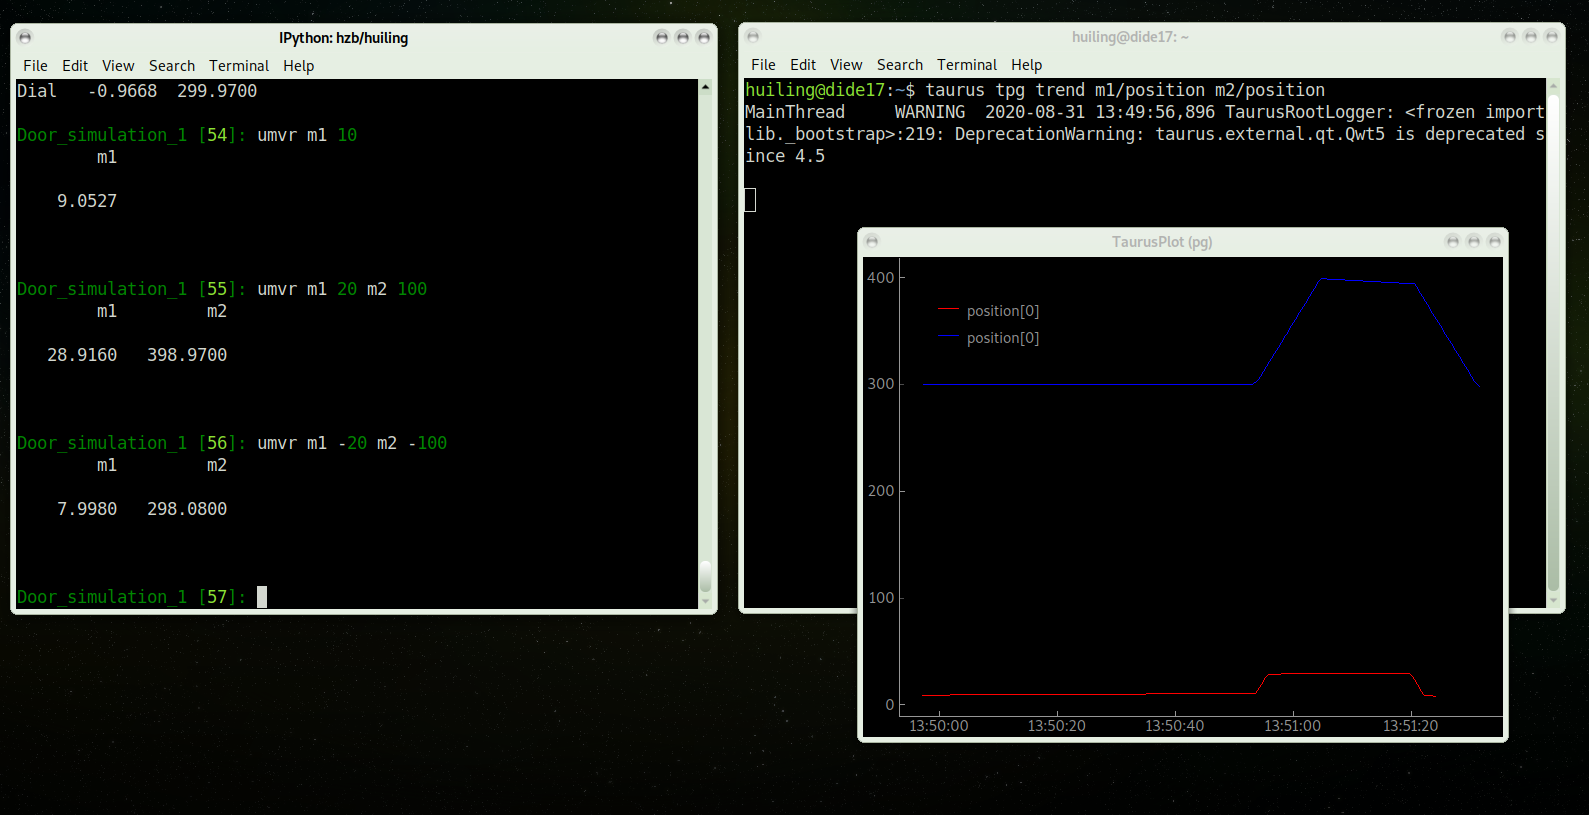 IPython: hzb/huiling
File Edit View Search Terminal Help
Dial   -0.9668  299.9700
Door_simulation_1 [54]: umvr m1 10
        m1
    9.0527
Door_simulation_1 [55]: umvr m1 20 m2 100
        m1         m2
   28.9160   398.9700
Door_simulation_1 [56]: umvr m1 -20 m2 -100
        m1         m2
    7.9980   298.0800
Door_simulation_1 [57]:
huiling@dide17: ~
File Edit View Search Terminal Help
huiling@dide17:~$ taurus tpg trend m1/position m2/position
MainThread     WARNING  2020-08-31 13:49:56,896 TaurusRootLogger: <frozen import
lib._bootstrap>:219: DeprecationWarning: taurus.external.qt.Qwt5 is deprecated s
ince 4.5
TaurusPlot (pg)
400
position[0]
position[0]
300
200
100
0
13:50:00 13:50:20 13:50:40 13:51:00 13:51:20